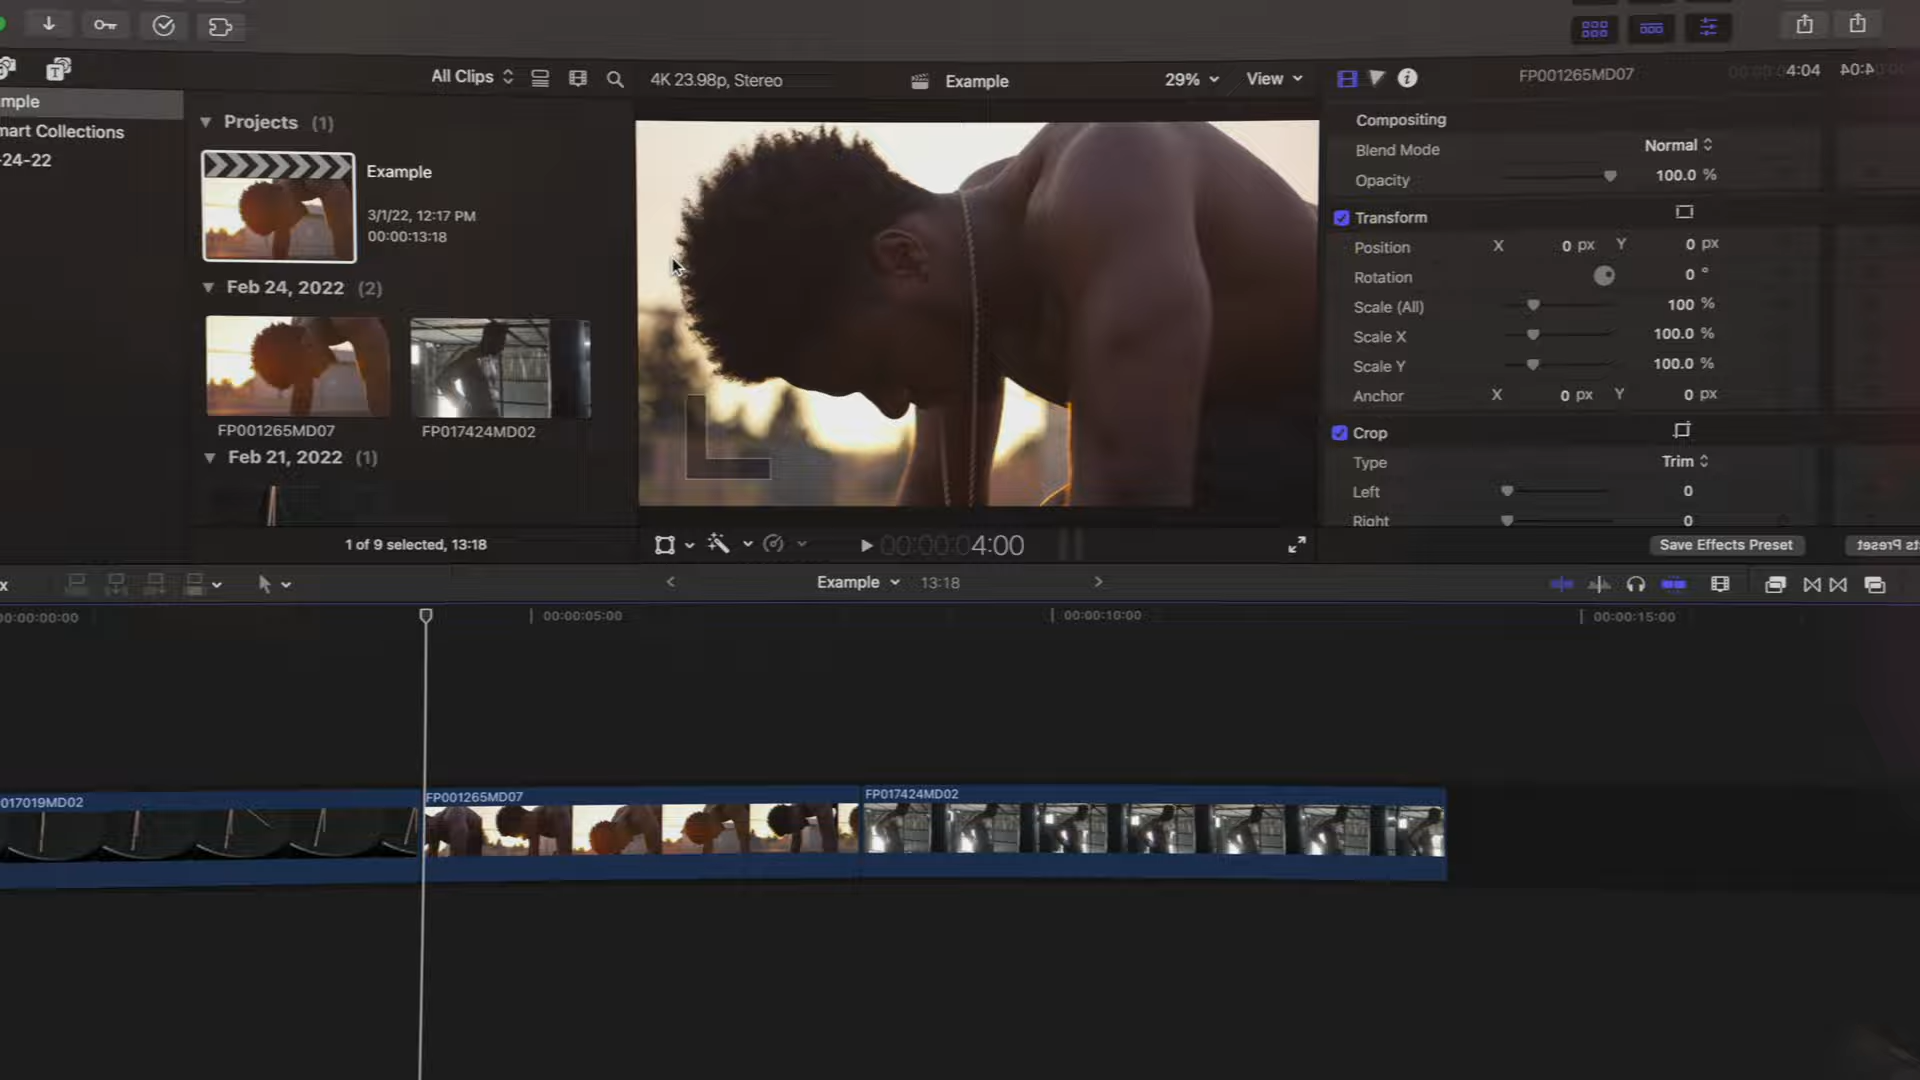 All Clips
4K 23.98p, Stereo
Example
29%
View
FP001265MD07
4:04
mple
mart Collections
-24-22
Projects (1)
Example
3/1/22, 12:17 PM
00:00:13:18
Feb 24, 2022 (2)
FP001265MD07
FP017424MD02
Feb 21, 2022 (1)
1 of 9 selected, 13:18
00:00:04:00
Compositing
Blend Mode Normal
Opacity 100.0 %
Transform
Position X 0 px Y 0 px
Rotation 0 °
Scale (All) 100 %
Scale X 100.0 %
Scale Y 100.0 %
Anchor X 0 px Y 0 px
Crop
Type Trim
Left 0
Right 0
Save Effects Preset
x
Example 13:18
00:00:00:00
00:00:05:00
00:00:10:00
00:00:15:00
017019MD02
FP001265MD07
FP017424MD02